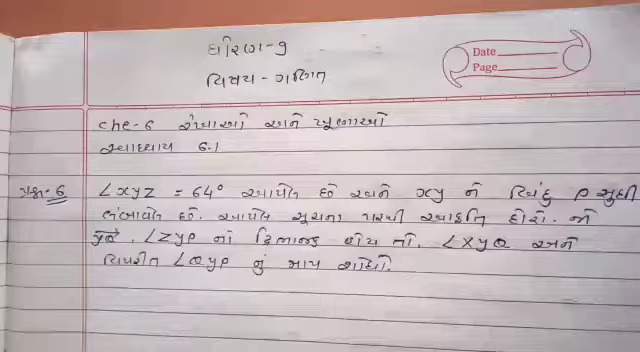 ધોરણ-9
વિષય - ગણિત
Date
Page
che-6 રેખાઓ અને ખૂણાઓ
સ્વાધ્યાય 6.1
પ્રશ્ન-6 ∠xyz = 64° આપેલ છે અને xy ને બિંદુ P સુધી
લંબાવેલ છે. આપેલ સૂચના પરથી આકૃતિ દોરો. જો
∠ZYP નો દ્વિભાજક હોય તો, ∠XYQ અને
વિપરીત ∠QYP નું માપ શોધો.